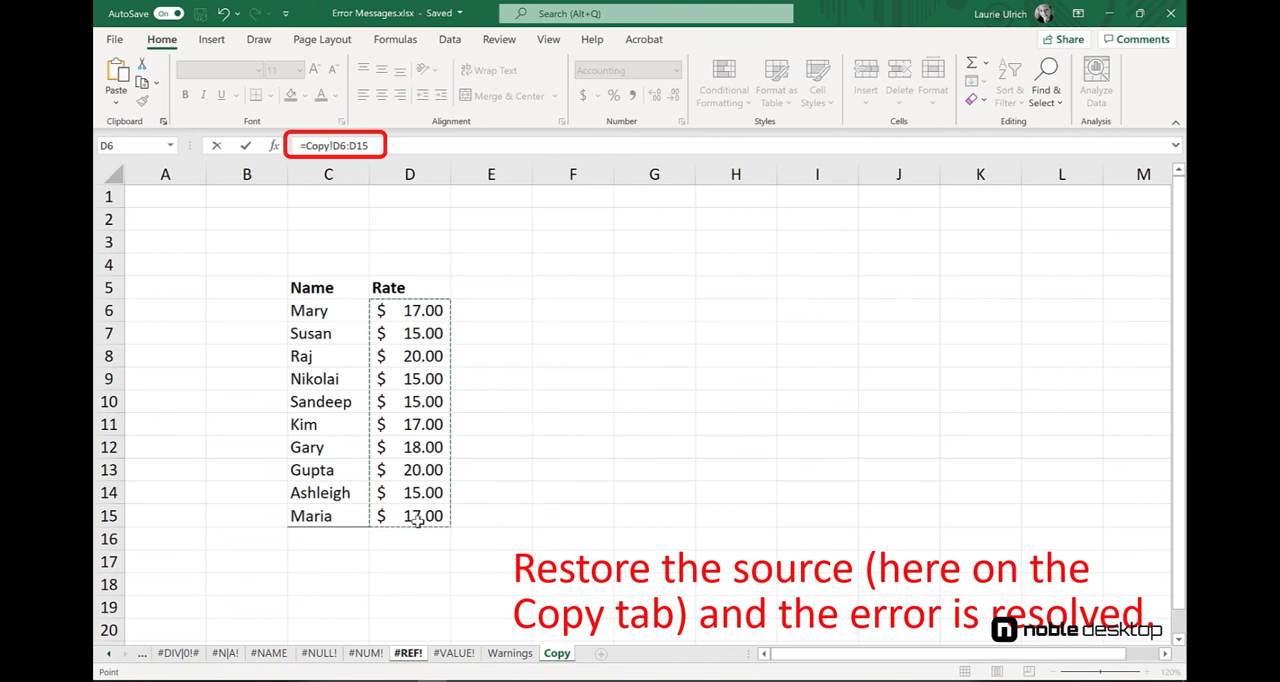 AutoSave On Error Messages.xlsx - Saved Search (Alt+Q) Laurie Ulrich
File Home Insert Draw Page Layout Formulas Data Review View Help Acrobat Share Comments
11 A A Wrap Text Accounting
Paste B I U A Merge & Center $ % Conditional Formatting Format as Table Cell Styles Insert Delete Format Sort & Filter Find & Select Analyze Data
Clipboard Font Alignment Number Styles Cells Editing Analysis
D6 fx =Copy!D6:D15
A B C D E F G H I J K L M
1
2
3
4
5 Name Rate
6 Mary $ 17.00
7 Susan $ 15.00
8 Raj $ 20.00
9 Nikolai $ 15.00
10 Sandeep $ 15.00
11 Kim $ 17.00
12 Gary $ 18.00
13 Gupta $ 20.00
14 Ashleigh $ 15.00
15 Maria $ 17.00
16
17
18
19
20
Restore the source (here on the
Copy tab) and the error is resolved.
noble desktop
... #DIV|0!# #N|A! #NAME #NULL! #NUM! #REF! #VALUE! Warnings Copy
Point 120%